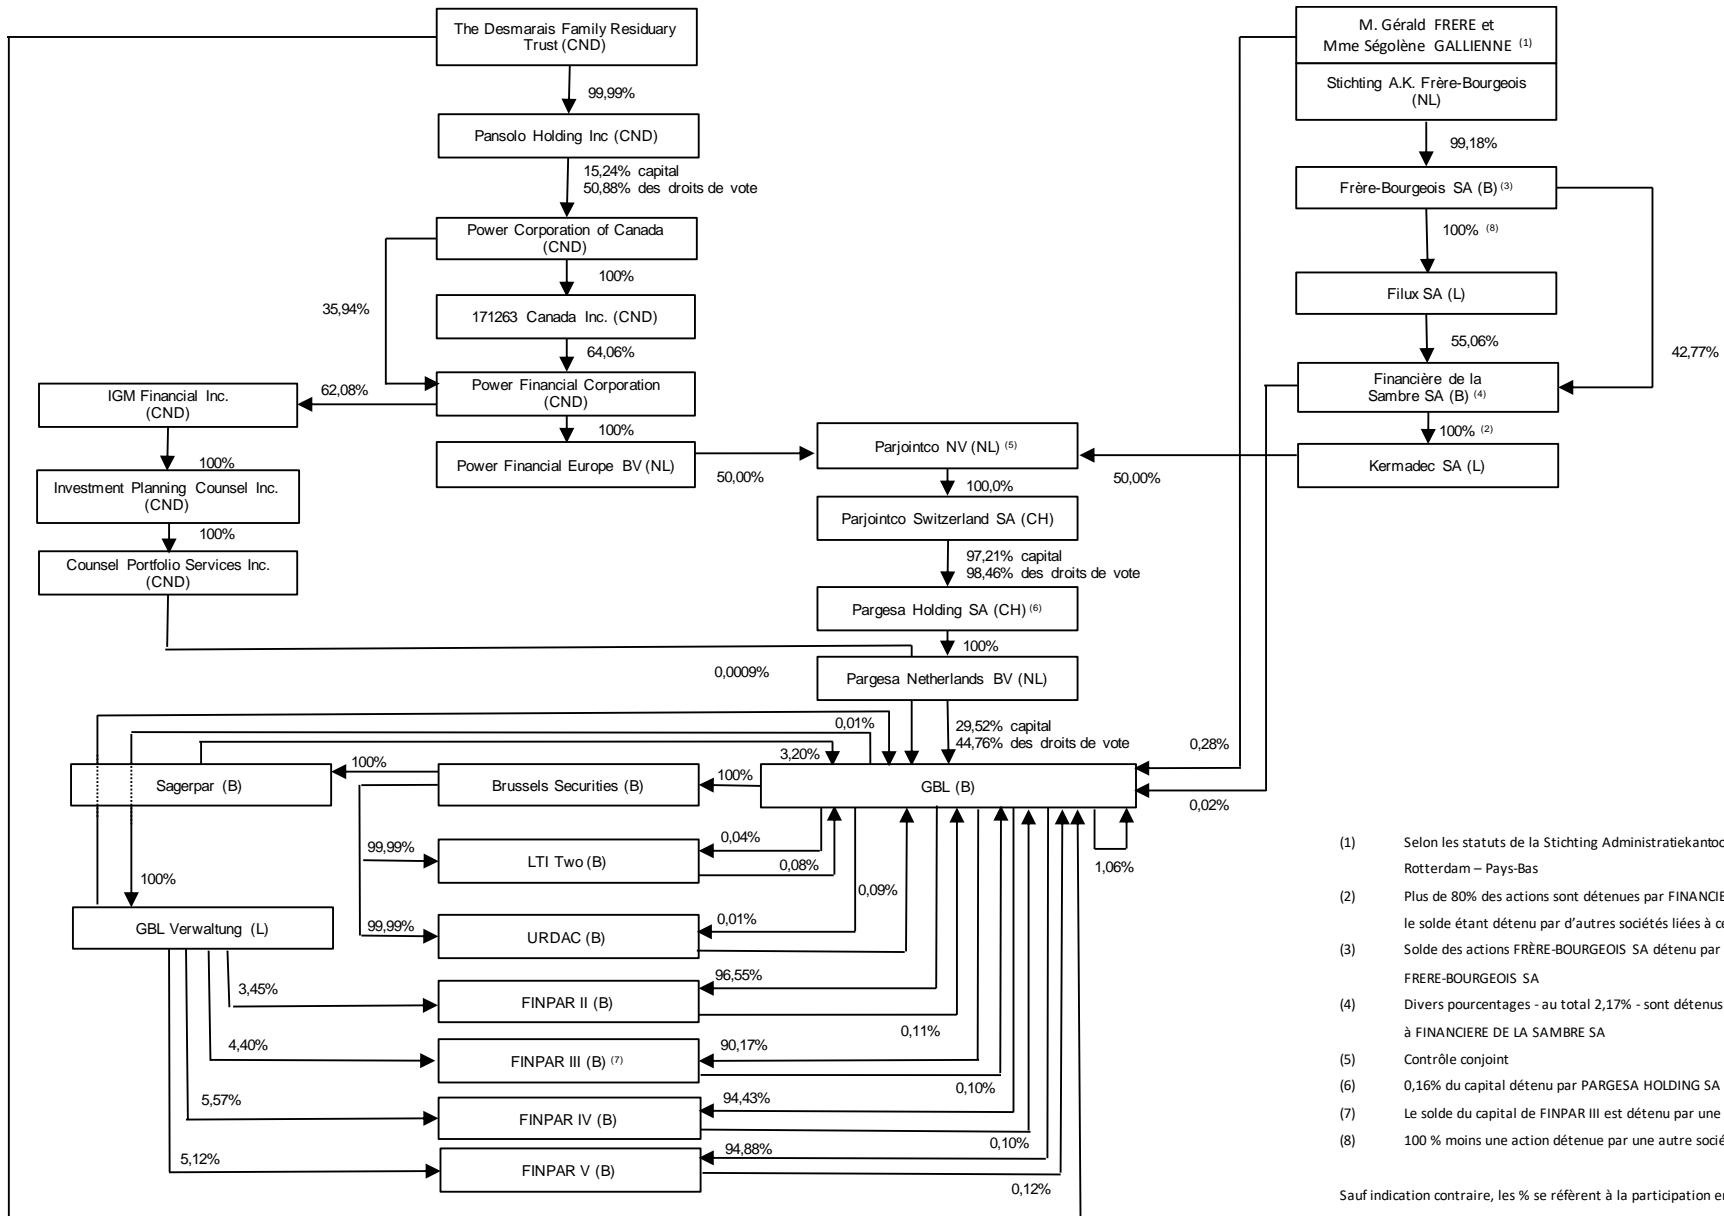 The Desmarais Family Residuary
Trust (CND)
99,99%
Pansolo Holding Inc (CND)
15,24% capital
50,88% des droits de vote
Power Corporation of Canada
(CND)
100%
35,94%
171263 Canada Inc. (CND)
64,06%
Power Financial Corporation
(CND)
62,08%
IGM Financial Inc.
(CND)
100%
Investment Planning Counsel Inc.
(CND)
100%
Counsel Portfolio Services Inc.
(CND)
100%
Power Financial Europe BV (NL)
50,00%
M. Gérald FRERE et
Mme Ségolène GALLIENNE (1)
Stichting A.K. Frère-Bourgeois
(NL)
99,18%
Frère-Bourgeois SA (B) (3)
100% (8)
Filux SA (L)
55,06%
42,77%
Financière de la
Sambre SA (B) (4)
100% (2)
Kermadec SA (L)
50,00%
Parjointco NV (NL) (5)
100,0%
Parjointco Switzerland SA (CH)
97,21% capital
98,46% des droits de vote
Pargesa Holding SA (CH) (6)
100%
0,0009%
Pargesa Netherlands BV (NL)
29,52% capital
44,76% des droits de vote
0,28%
0,02%
0,01%
3,20%
100%
Sagerpar (B)
Brussels Securities (B)
100%
GBL (B)
1,06%
99,99%
LTI Two (B)
0,04%
0,08%
100%
GBL Verwaltung (L)
99,99%
URDAC (B)
0,01%
0,09%
3,45%
FINPAR II (B)
96,55%
0,11%
4,40%
FINPAR III (B) (7)
90,17%
0,10%
5,57%
FINPAR IV (B)
94,43%
0,10%
5,12%
FINPAR V (B)
94,88%
0,12%
(1) Selon les statuts de la Stichting Administratiekantoo
Rotterdam – Pays-Bas
(2) Plus de 80% des actions sont détenues par FINANCIE
le solde étant détenu par d'autres sociétés liées à ce
(3) Solde des actions FRÈRE-BOURGEOIS SA détenu par
FRERE-BOURGEOIS SA
(4) Divers pourcentages - au total 2,17% - sont détenus
à FINANCIERE DE LA SAMBRE SA
(5) Contrôle conjoint
(6) 0,16% du capital détenu par PARGESA HOLDING SA
(7) Le solde du capital de FINPAR III est détenu par une
(8) 100 % moins une action détenue par une autre socié
Sauf indication contraire, les % se réfèrent à la participation e